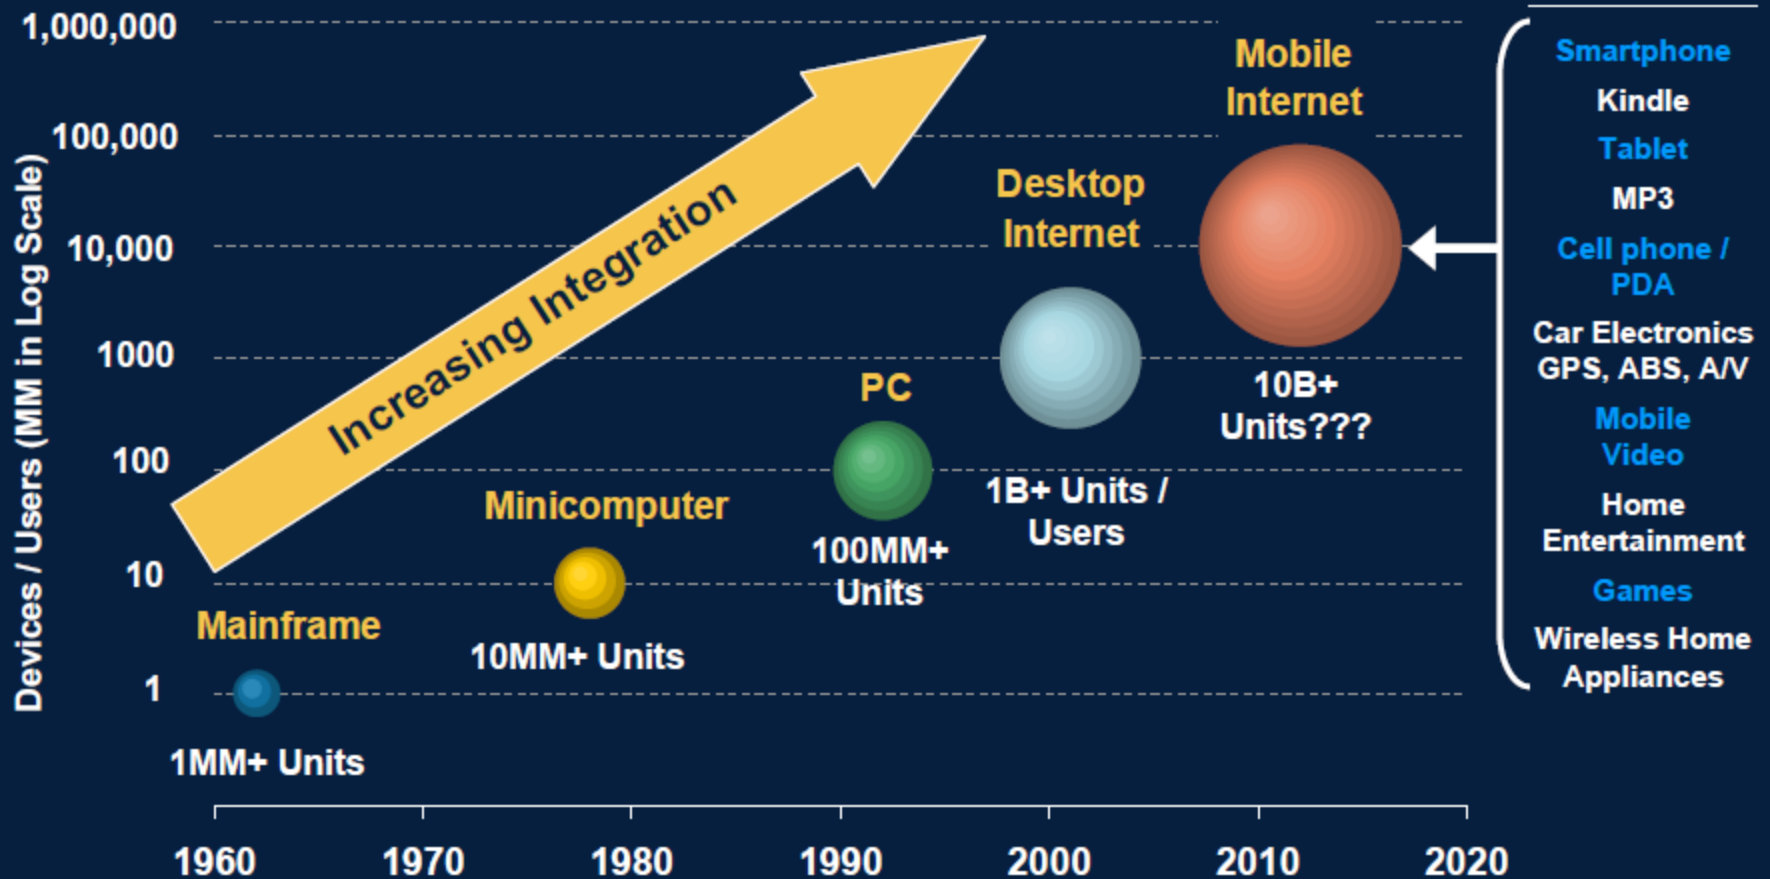 Devices / Users (MM in Log Scale)
1,000,000
100,000
10,000
1000
100
10
1
Increasing Integration
Mainframe
1MM+ Units
Minicomputer
10MM+ Units
PC
100MM+
Units
Desktop
Internet
1B+ Units /
Users
Mobile
Internet
10B+
Units???
Smartphone
Kindle
Tablet
MP3
Cell phone /
PDA
Car Electronics
GPS, ABS, A/V
Mobile
Video
Home
Entertainment
Games
Wireless Home
Appliances
1960 1970 1980 1990 2000 2010 2020